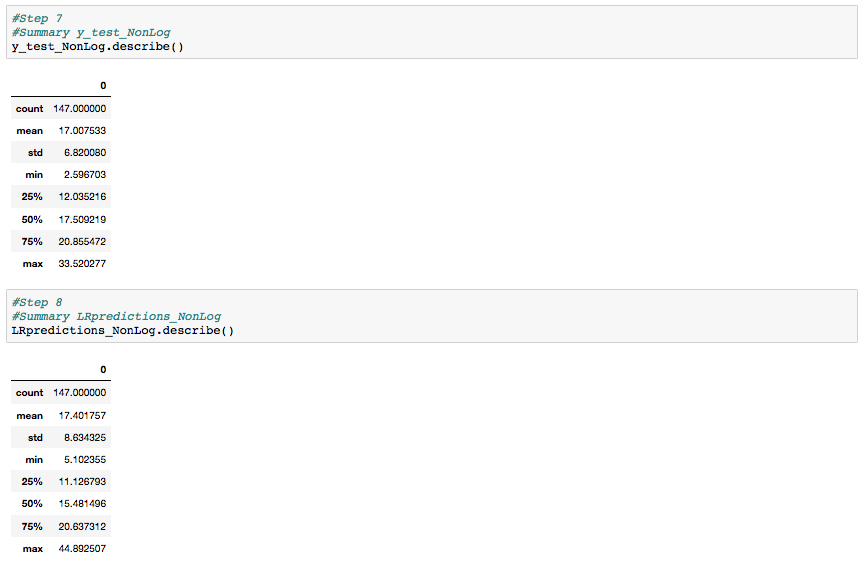 #Step 7
#Summary y_test_NonLog
y_test_NonLog.describe()
0
count 147.000000
mean 17.007533
std 6.820080
min 2.596703
25% 12.035216
50% 17.509219
75% 20.855472
max 33.520277
#Step 8
#Summary LRpredictions_NonLog
LRpredictions_NonLog.describe()
0
count 147.000000
mean 17.401757
std 8.634325
min 5.102355
25% 11.126793
50% 15.481496
75% 20.637312
max 44.892507